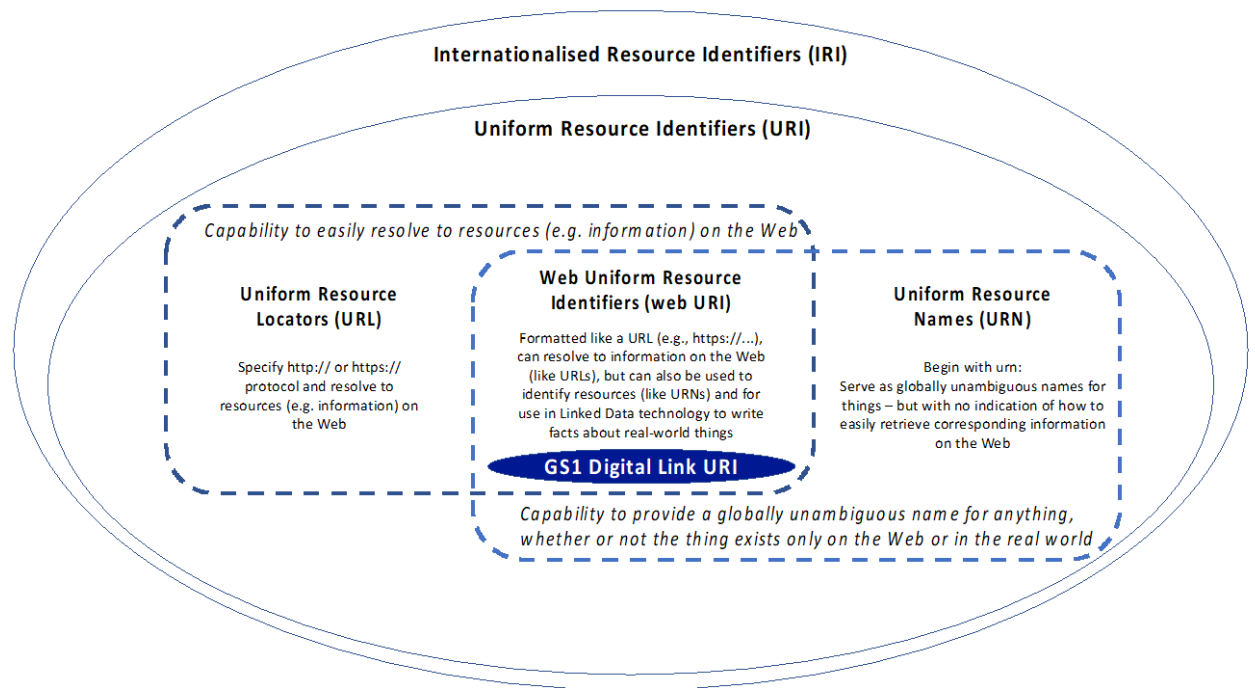 Internationalised Resource Identifiers (IRI)
Uniform Resource Identifiers (URI)
Capability to easily resolve to resources (e.g. information) on the Web
Uniform Resource
Locators (URL)
Specify http:// or https://
protocol and resolve to
resources (e.g. information) on
the Web
Web Uniform Resource
Identifiers (web URI)
Formatted like a URL (e.g., https://...),
can resolve to information on the Web
(like URLs), but can also be used to
identify resources (like URNs) and for
use in Linked Data technology to write
facts about real-world things
GS1 Digital Link URI
Uniform Resource
Names (URN)
Begin with urn:
Serve as globally unambiguous names for
things – but with no indication of how to
easily retrieve corresponding information
on the Web
Capability to provide a globally unambiguous name for anything,
whether or not the thing exists only on the Web or in the real world